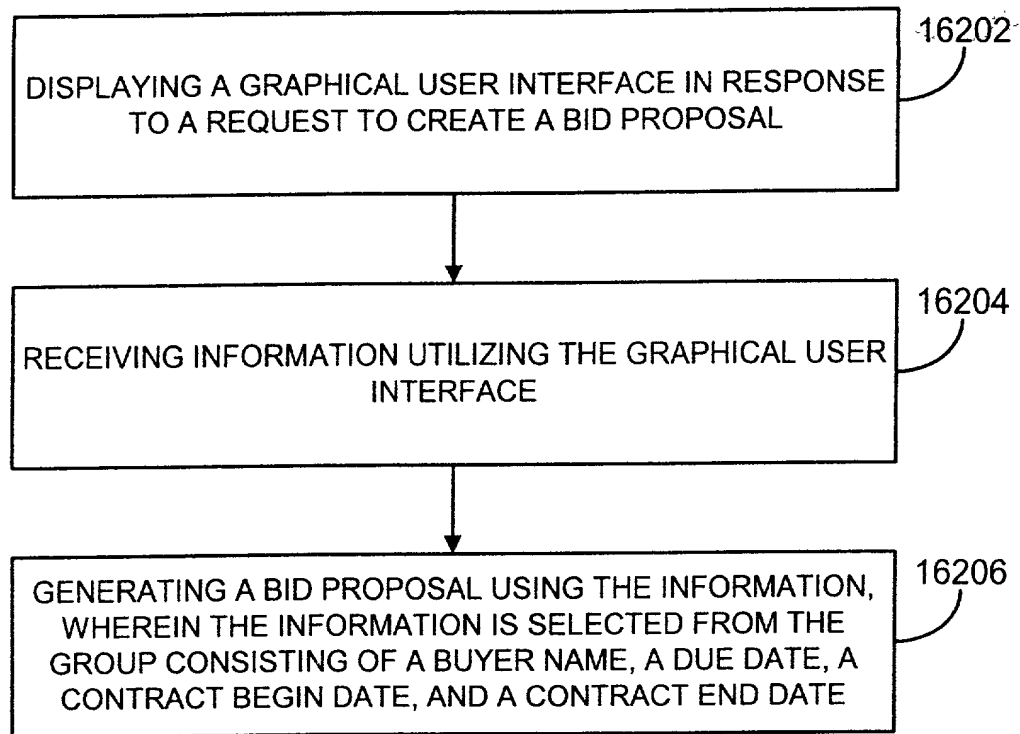 16202
DISPLAYING A GRAPHICAL USER INTERFACE IN RESPONSE
TO A REQUEST TO CREATE A BID PROPOSAL
16204
RECEIVING INFORMATION UTILIZING THE GRAPHICAL USER
INTERFACE
16206
GENERATING A BID PROPOSAL USING THE INFORMATION,
WHEREIN THE INFORMATION IS SELECTED FROM THE
GROUP CONSISTING OF A BUYER NAME, A DUE DATE, A
CONTRACT BEGIN DATE, AND A CONTRACT END DATE